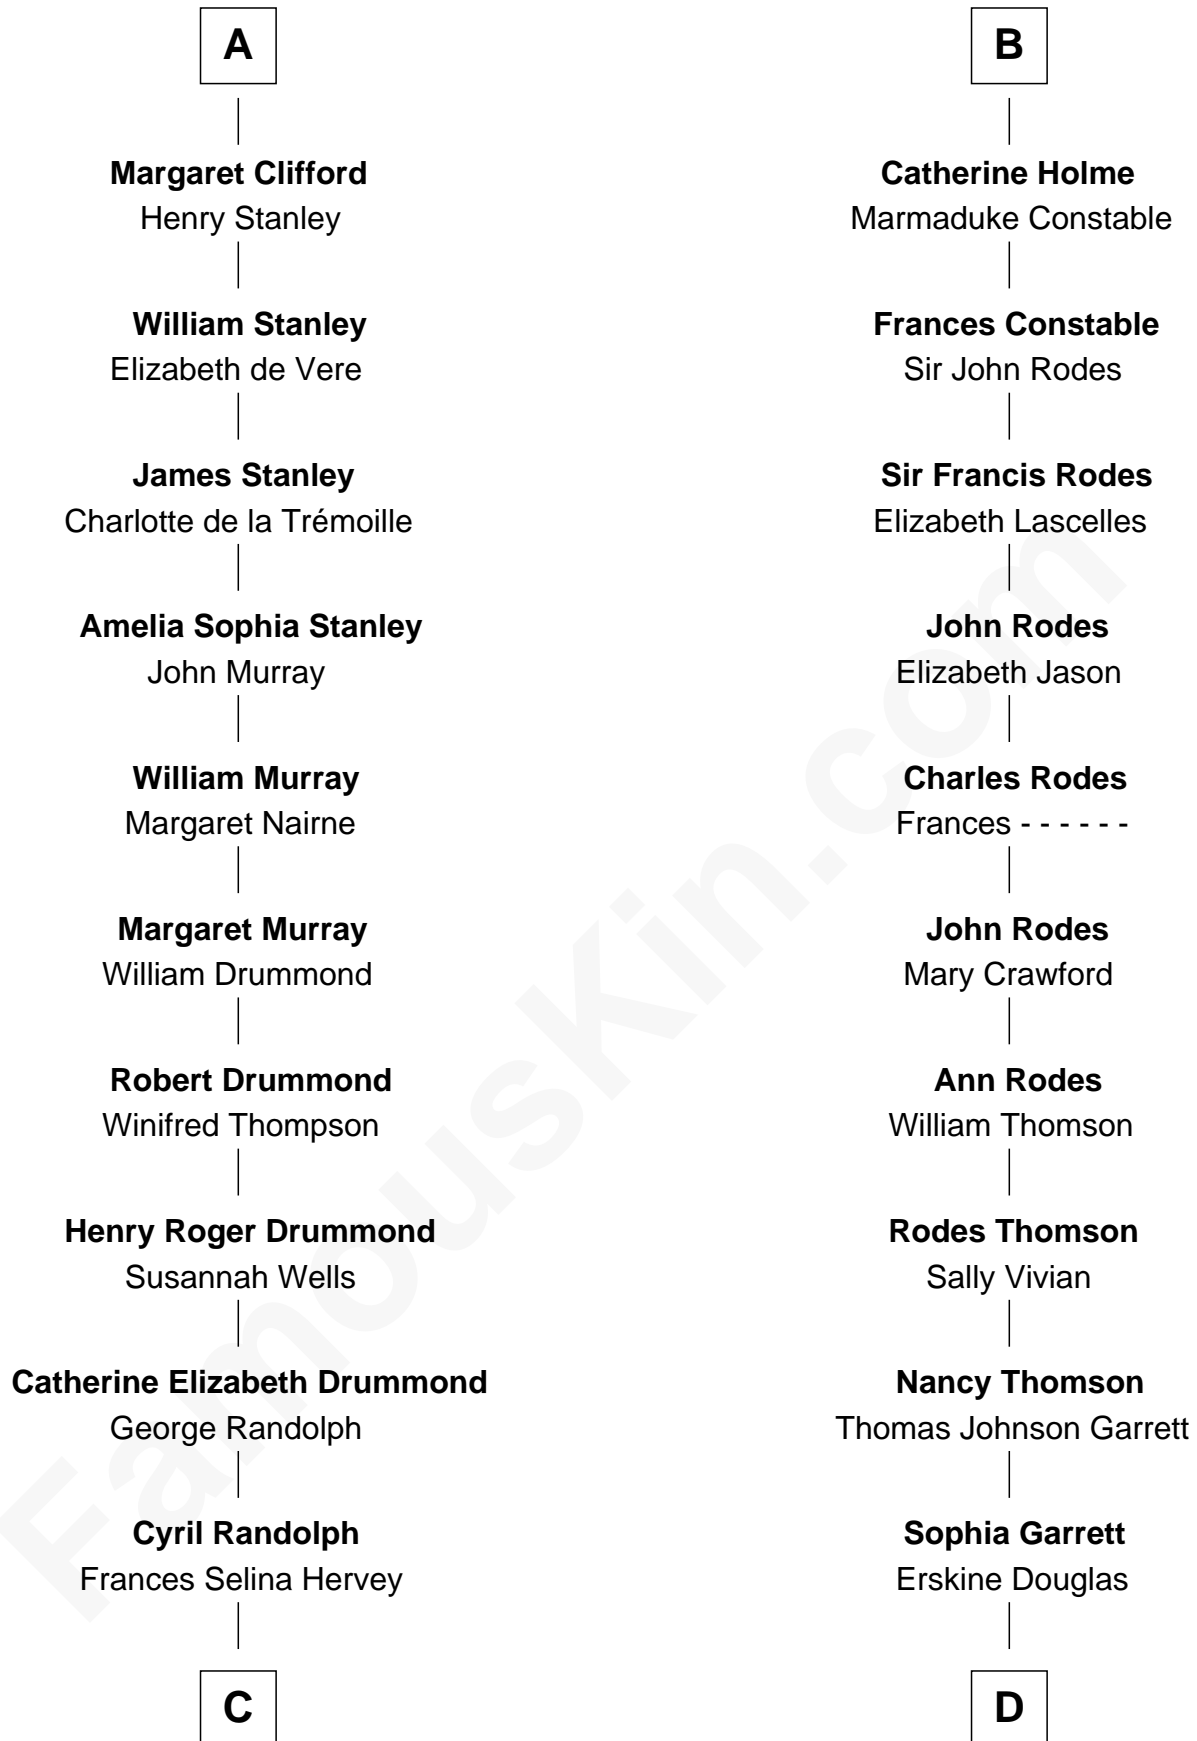 A
Margaret Clifford
Henry Stanley
William Stanley
Elizabeth de Vere
James Stanley
Charlotte de la Trémoille
Amelia Sophia Stanley
John Murray
William Murray
Margaret Nairne
Margaret Murray
William Drummond
Robert Drummond
Winifred Thompson
Henry Roger Drummond
Susannah Wells
Catherine Elizabeth Drummond
George Randolph
Cyril Randolph
Frances Selina Hervey
C
B
Catherine Holme
Marmaduke Constable
Frances Constable
Sir John Rodes
Sir Francis Rodes
Elizabeth Lascelles
John Rodes
Elizabeth Jason
Charles Rodes
Frances - - - - - -
John Rodes
Mary Crawford
Ann Rodes
William Thomson
Rodes Thomson
Sally Vivian
Nancy Thomson
Thomas Johnson Garrett
Sophia Garrett
Erskine Douglas
D
FamousKin.com